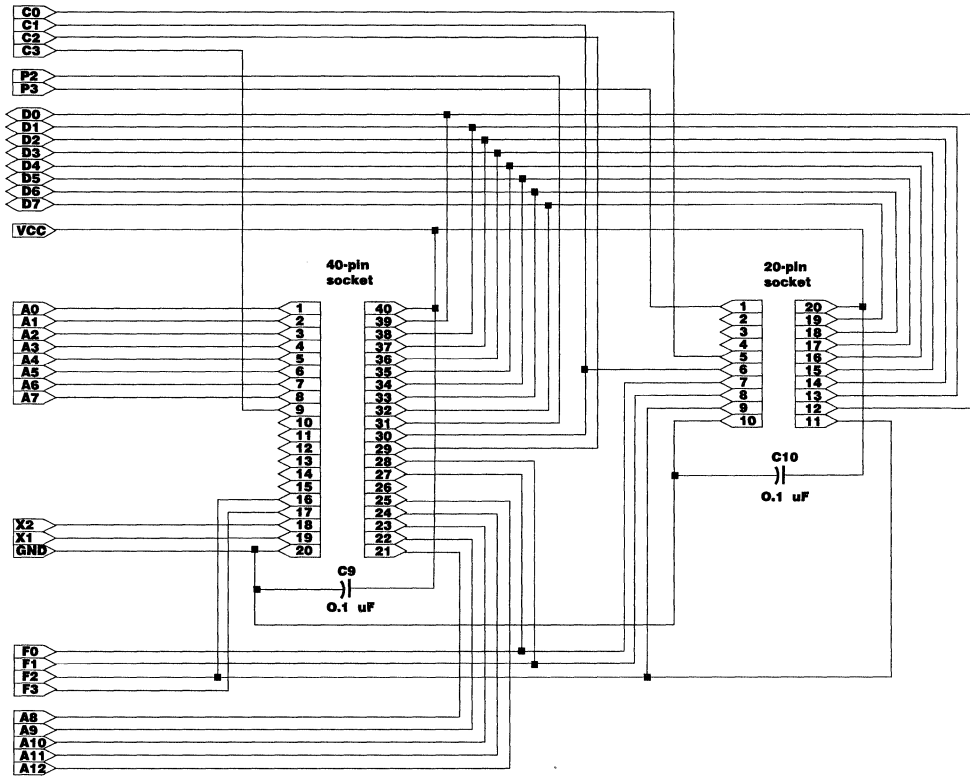 C0
C1
C2
C3
P2
P3
D0
D1
D2
D3
D4
D5
D6
D7
VCC
40-pin
socket
20-pin
socket
A0
A1
A2
A3
A4
A5
A6
A7
1
2
3
4
5
6
7
8
9
10
11
12
13
14
15
16
17
18
19
20
40
39
38
37
36
35
34
33
32
31
30
29
28
27
26
25
24
23
22
21
1
2
3
4
5
6
7
8
9
10
20
19
18
17
16
15
14
13
12
11
C10
0.1 uF
X2
X1
GND
C9
0.1 uF
F0
F1
F2
F3
A8
A9
A10
A11
A12